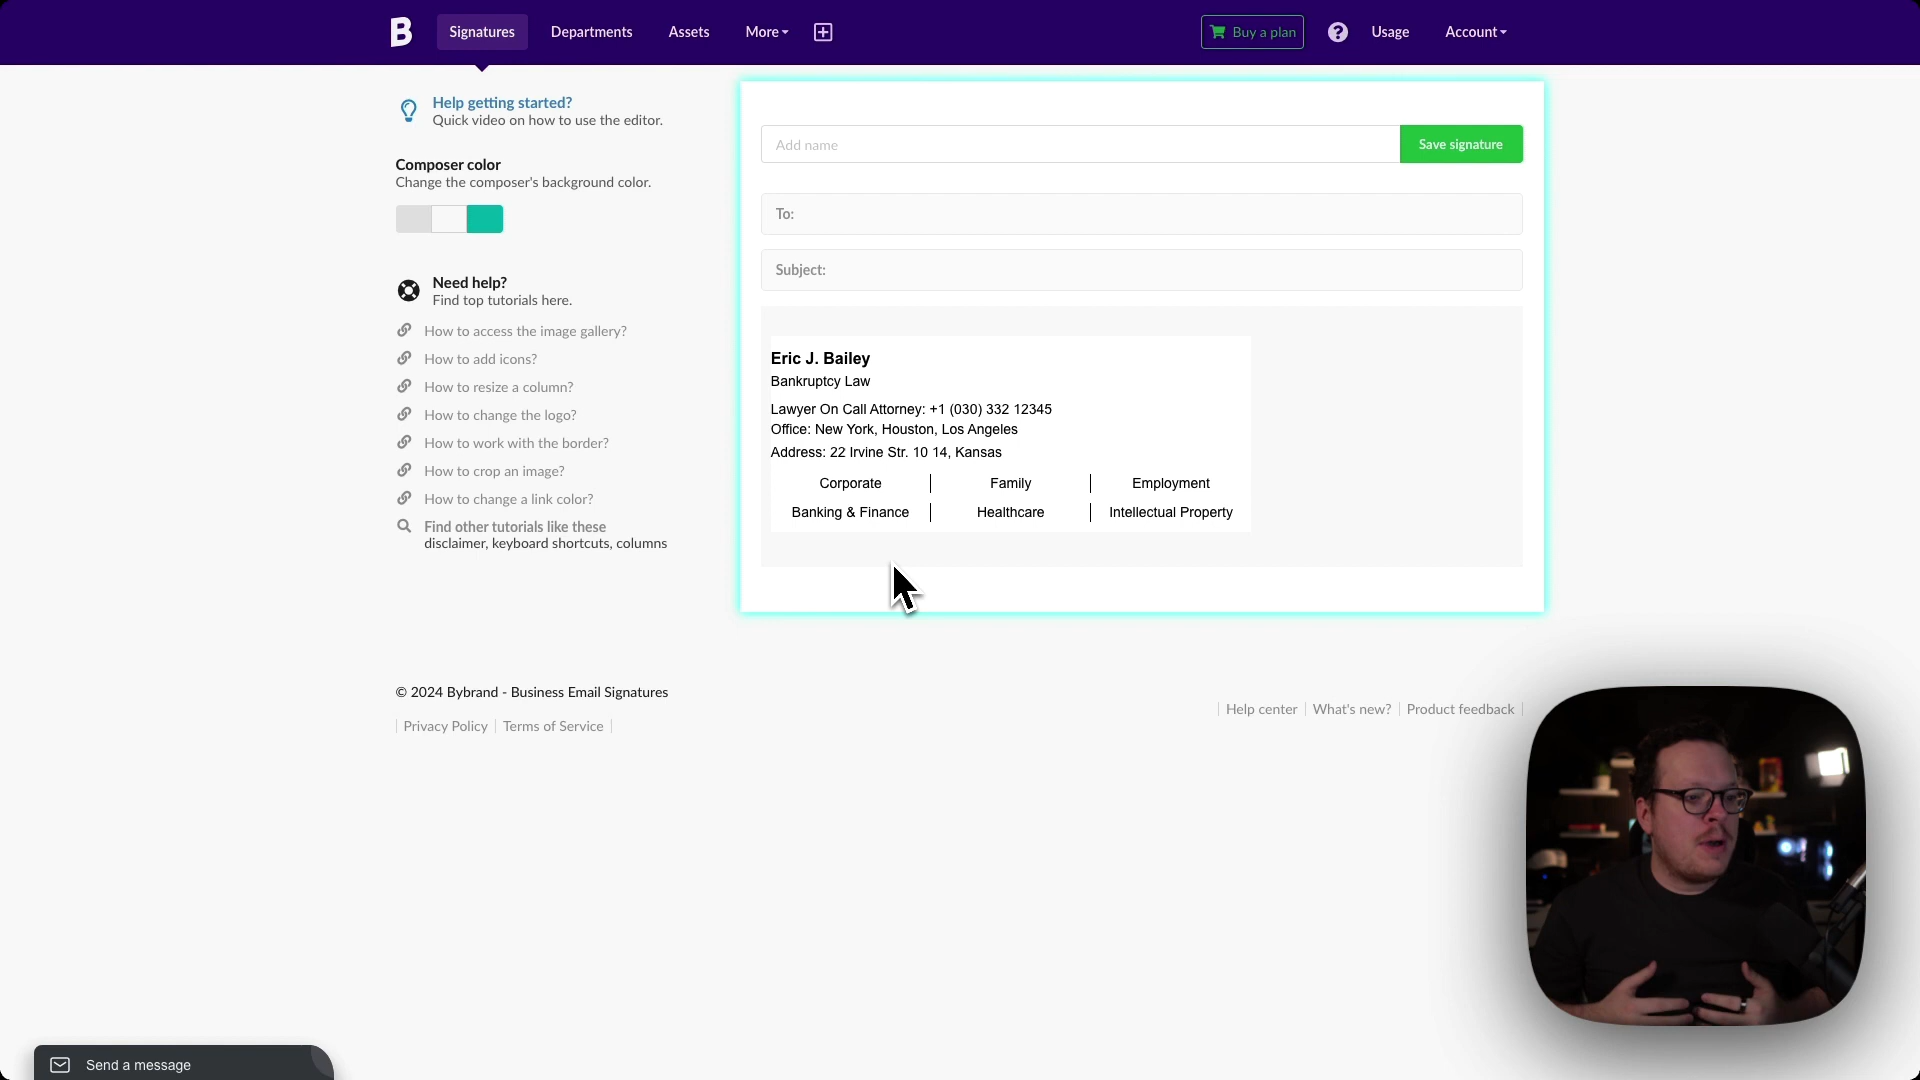 B Signatures Departments Assets More Buy a plan ? Usage Account
Help getting started?
Quick video on how to use the editor.
Composer color
Change the composer's background color.
Need help?
Find top tutorials here.
How to access the image gallery?
How to add icons?
How to resize a column?
How to change the logo?
How to work with the border?
How to crop an image?
How to change a link color?
Find other tutorials like these
disclaimer, keyboard shortcuts, columns
Add name
Save signature
To:
Subject:
Eric J. Bailey
Bankruptcy Law
Lawyer On Call Attorney: +1 (030) 332 12345
Office: New York, Houston, Los Angeles
Address: 22 Irvine Str. 10 14, Kansas
Corporate Family Employment
Banking & Finance Healthcare Intellectual Property
© 2024 Bybrand - Business Email Signatures
Privacy Policy Terms of Service
Help center What's new? Product feedback
Send a message